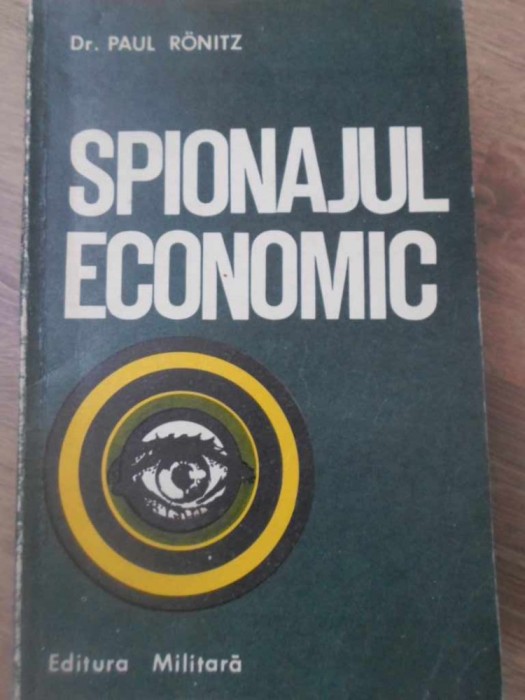 Dr. PAUL RÖNITZ
SPIONAJUL
ECONOMIC
Editura Militară